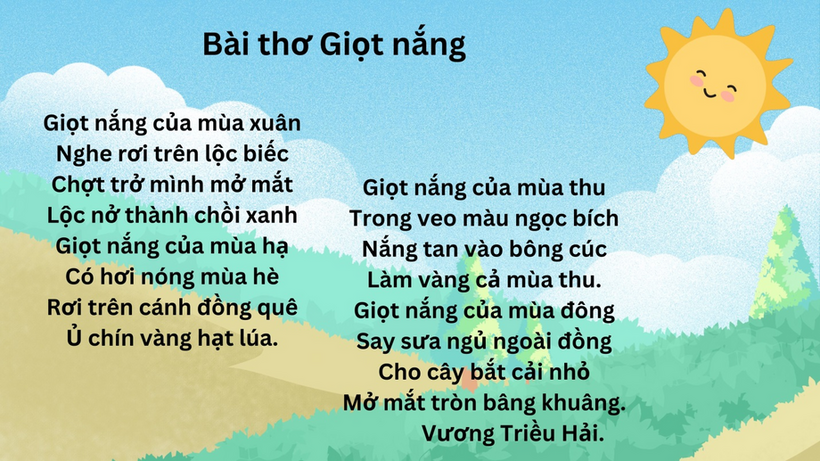 Bài thơ Giọt nắng
Giọt nắng của mùa xuân
Nghe rơi trên lộc biếc
Chợt trở mình mở mắt
Lộc nở thành chồi xanh
Giọt nắng của mùa hạ
Có hơi nóng mùa hè
Rơi trên cánh đồng quê
Ủ chín vàng hạt lúa.
Giọt nắng của mùa thu
Trong veo màu ngọc bích
Nắng tan vào bông cúc
Làm vàng cả mùa thu.
Giọt nắng của mùa đông
Say sưa ngủ ngoài đồng
Cho cây bắt cải nhỏ
Mở mắt tròn bâng khuâng.
Vương Triều Hải.